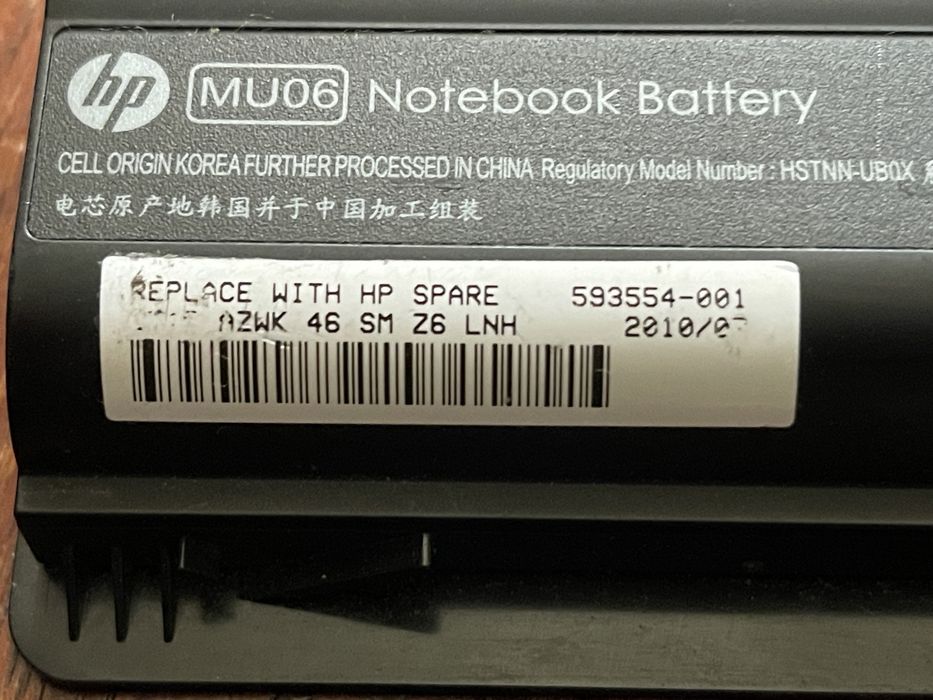 hp MU06 Notebook Battery
CELL ORIGIN KOREA FURTHER PROCESSED IN CHINA Regulatory Model Number : HSTNN-UB0X
电芯原产地韩国并于中国加工组装
REPLACE WITH HP SPARE 593554-001
AZWK 46 SM Z6 LNH